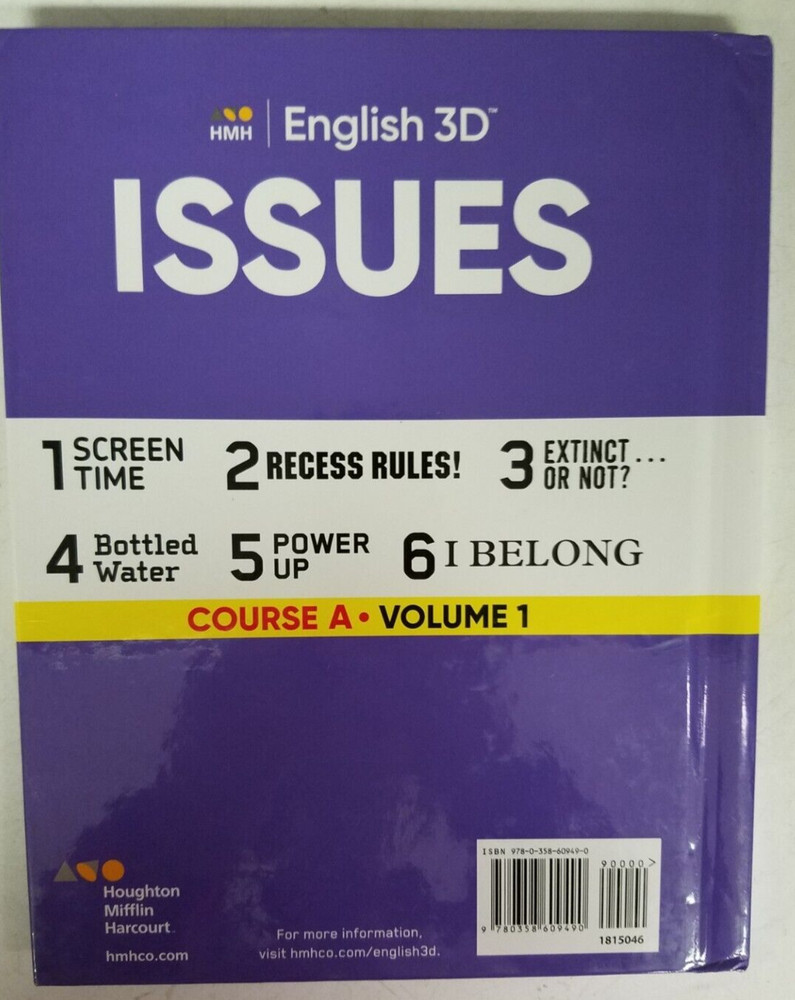 HMH | English 3D™
ISSUES
1 SCREEN TIME
2 RECESS RULES!
3 EXTINCT... OR NOT?
4 Bottled Water
5 POWER UP
6 I BELONG
COURSE A • VOLUME 1
Houghton
Mifflin
Harcourt
hmhco.com
For more information,
visit hmhco.com/english3d.
ISBN 978-0-358-60949-0
90000>
9 780358 609490
1815046